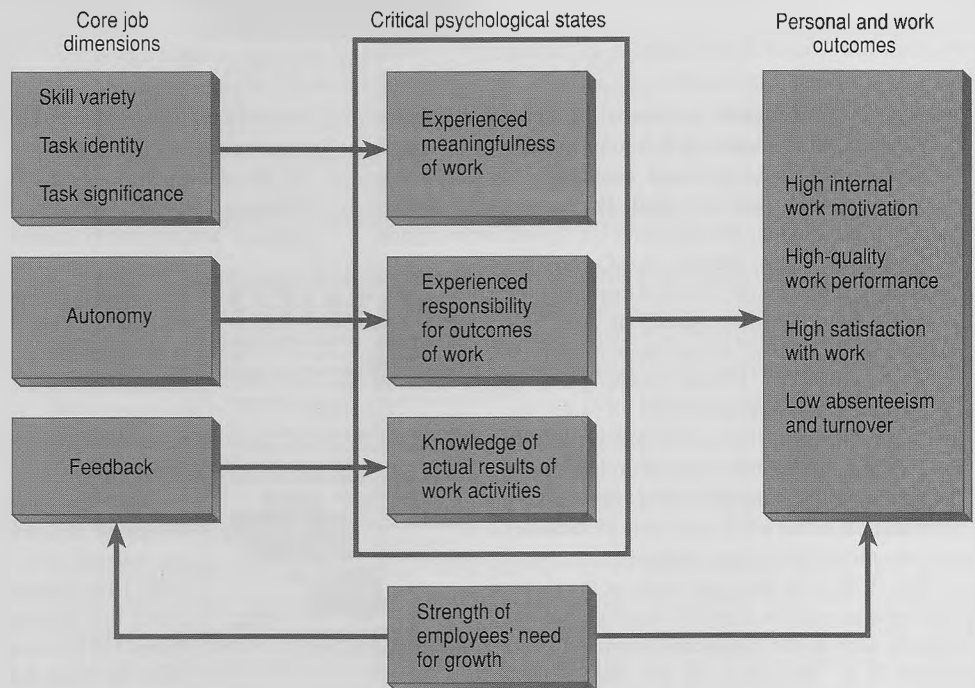 Core job
dimensions
Critical psychological states
Personal and work
outcomes
Skill variety
Task identity
Task significance
Experienced
meaningfulness
of work
High internal
work motivation
High-quality
work performance
High satisfaction
with work
Low absenteeism
and turnover
Autonomy
Experienced
responsibility
for outcomes
of work
Feedback
Knowledge of
actual results of
work activities
Strength of
employees' need
for growth